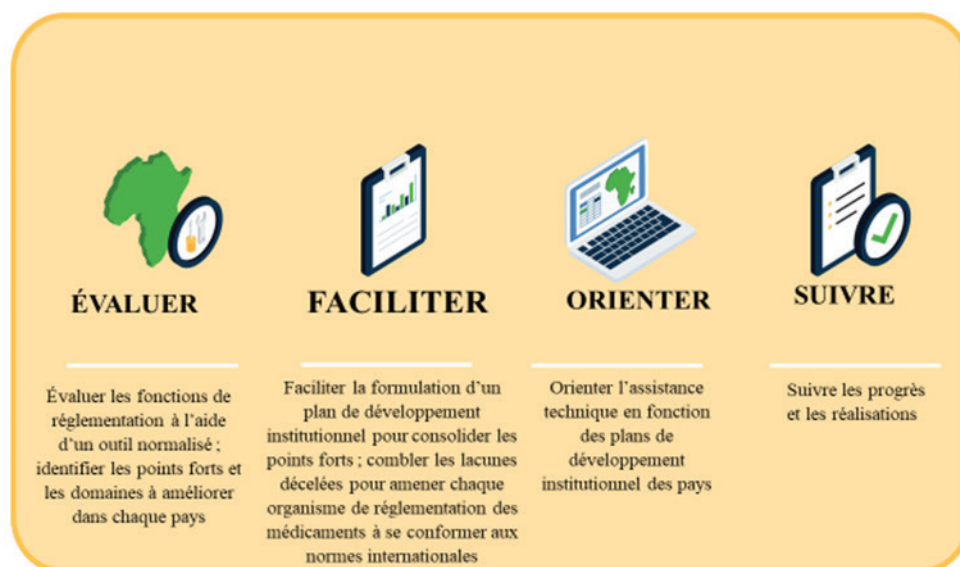 ÉVALUER
Évaluer les fonctions de
réglementation à l'aide
d'un outil normalisé ;
identifier les points forts et
les domaines à améliorer
dans chaque pays
FACILITER
Faciliter la formulation d'un
plan de développement
institutionnel pour consolider les
points forts ; combler les lacunes
décelées pour amener chaque
organisme de réglementation des
médicaments à se conformer aux
normes internationales
ORIENTER
Orienter l'assistance
technique en fonction
des plans de
développement
institutionnel des pays
SUIVRE
Suivre les progrès
et les réalisations